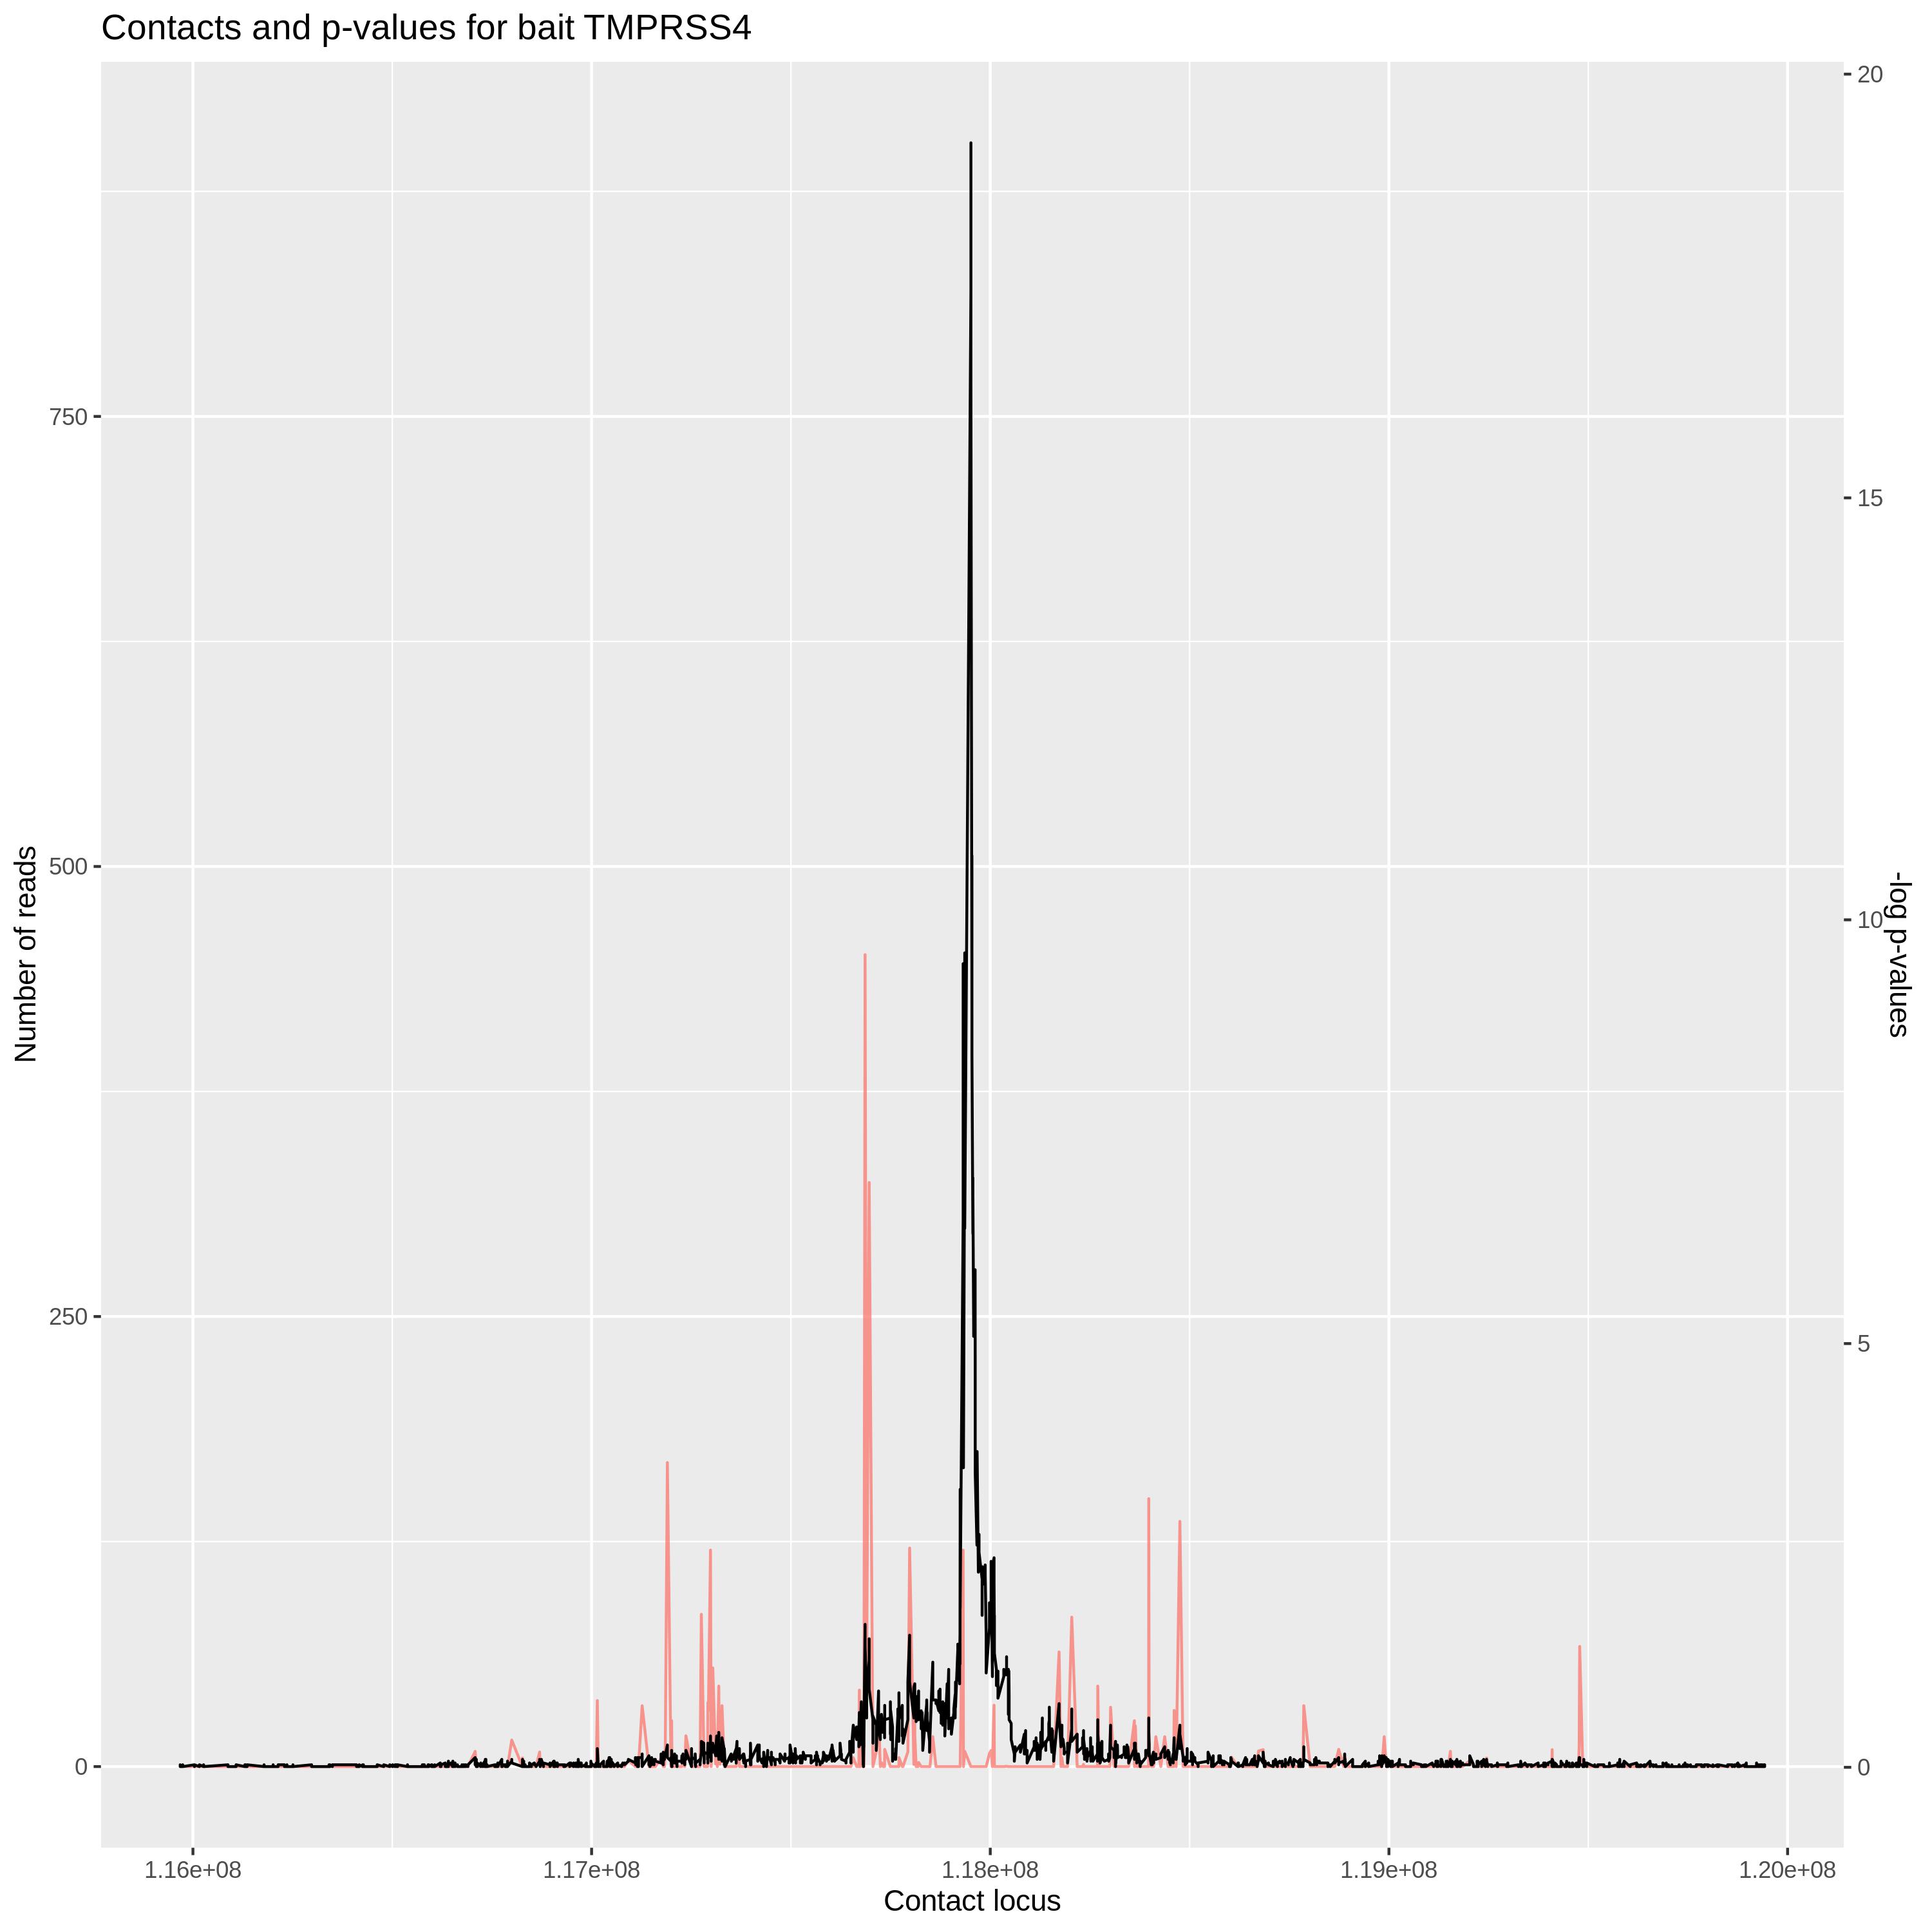 Contacts and p-values for bait TMPRSS4
20
15
10
5
0
-log p-values
750
500
250
0
Number of reads
1.16e+08
1.17e+08
1.18e+08
1.19e+08
1.20e+08
Contact locus